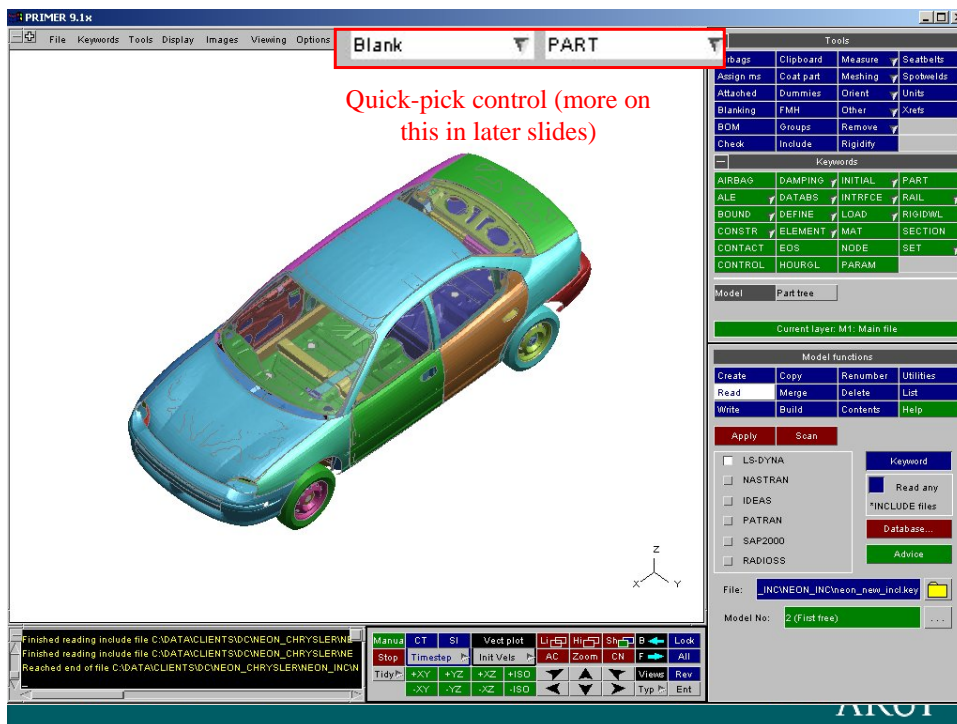 PRIMER 9.1x
File Keywords Tools Display Images Viewing Options
Blank PART
Quick-pick control (more on
this in later slides)
Tools
Clipboard Measure Seatbelts
Assign ms Coat part Meshing Spotwelds
Attached Dummies Orient Units
Blanking FMH Other Xrefs
BOM Groups Remove
Check Include Rigidify
Keywords
AIRBAG DAMPING INITIAL PART
ALE DATABS INTRFCE RAIL
BOUND DEFINE LOAD RIGIDWL
CONSTR ELEMENT MAT SECTION
CONTACT EOS NODE SET
CONTROL HOURGL PARAM
Model Part tree
Current layer: M1: Main file
Model functions
Create Copy Renumber Utilities
Read Merge Delete List
Write Build Contents Help
Apply Scan
LS-DYNA Keyword
NASTRAN Read any
IDEAS *INCLUDE files
PATRAN Database...
SAP2000
RADIOSS Advice
File: _INC\NEON_INC\neon_new_incl.key
Model No: 2 (First free) ...
Z
X Y
Finished reading include file C:\DATA\CLIENTS\DC\NEON_CHRYSLER\NE
Finished reading include file C:\DATA\CLIENTS\DC\NEON_CHRYSLER\NE
Reached end of file C:\DATA\CLIENTS\DC\NEON_CHRYSLER\NEON_INC\N
Manua CT SI Vect plot Li Hi Sh B Lock
Stop Timestep Init Vels AC Zoom CN F All
Tidy +XY +YZ +XZ +ISO Views Rev
-XY -YZ -XZ -ISO Typ Ent